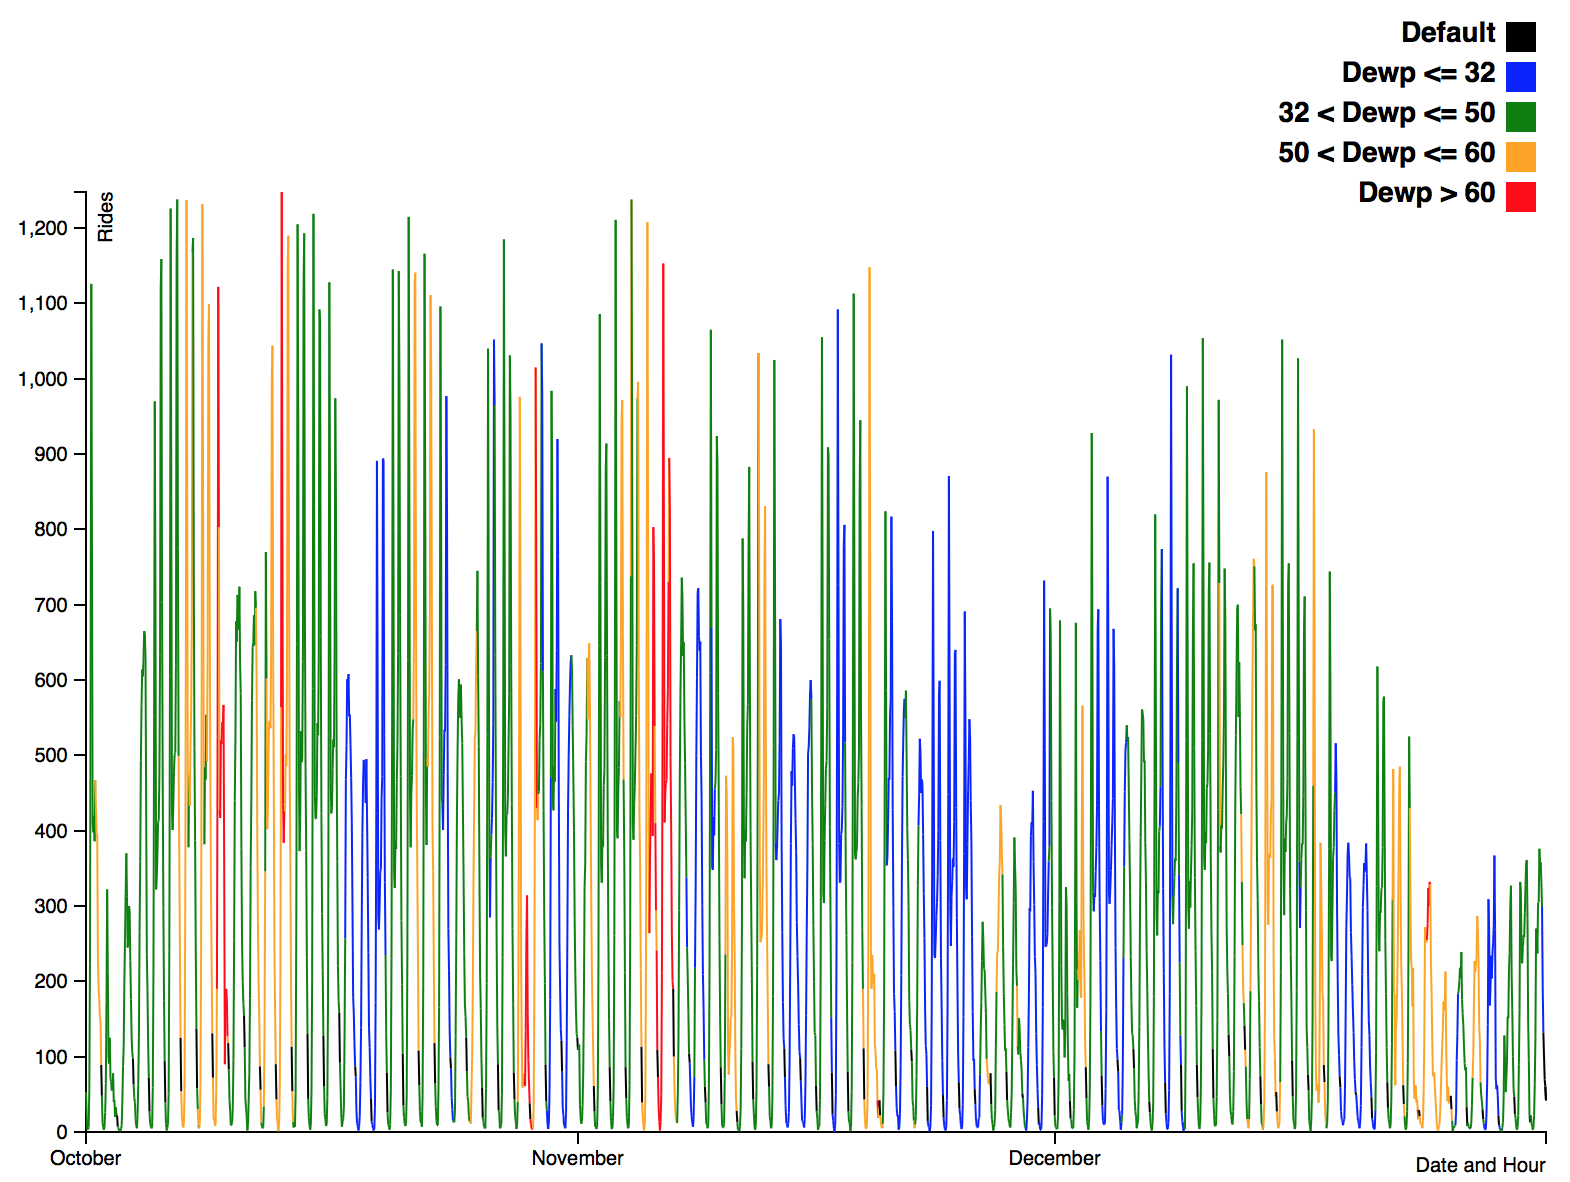 Default
Dewp <= 32
32 < Dewp <= 50
50 < Dewp <= 60
Dewp > 60
Rides
1,200
1,100
1,000
900
800
700
600
500
400
300
200
100
0
October
November
December
Date and Hour